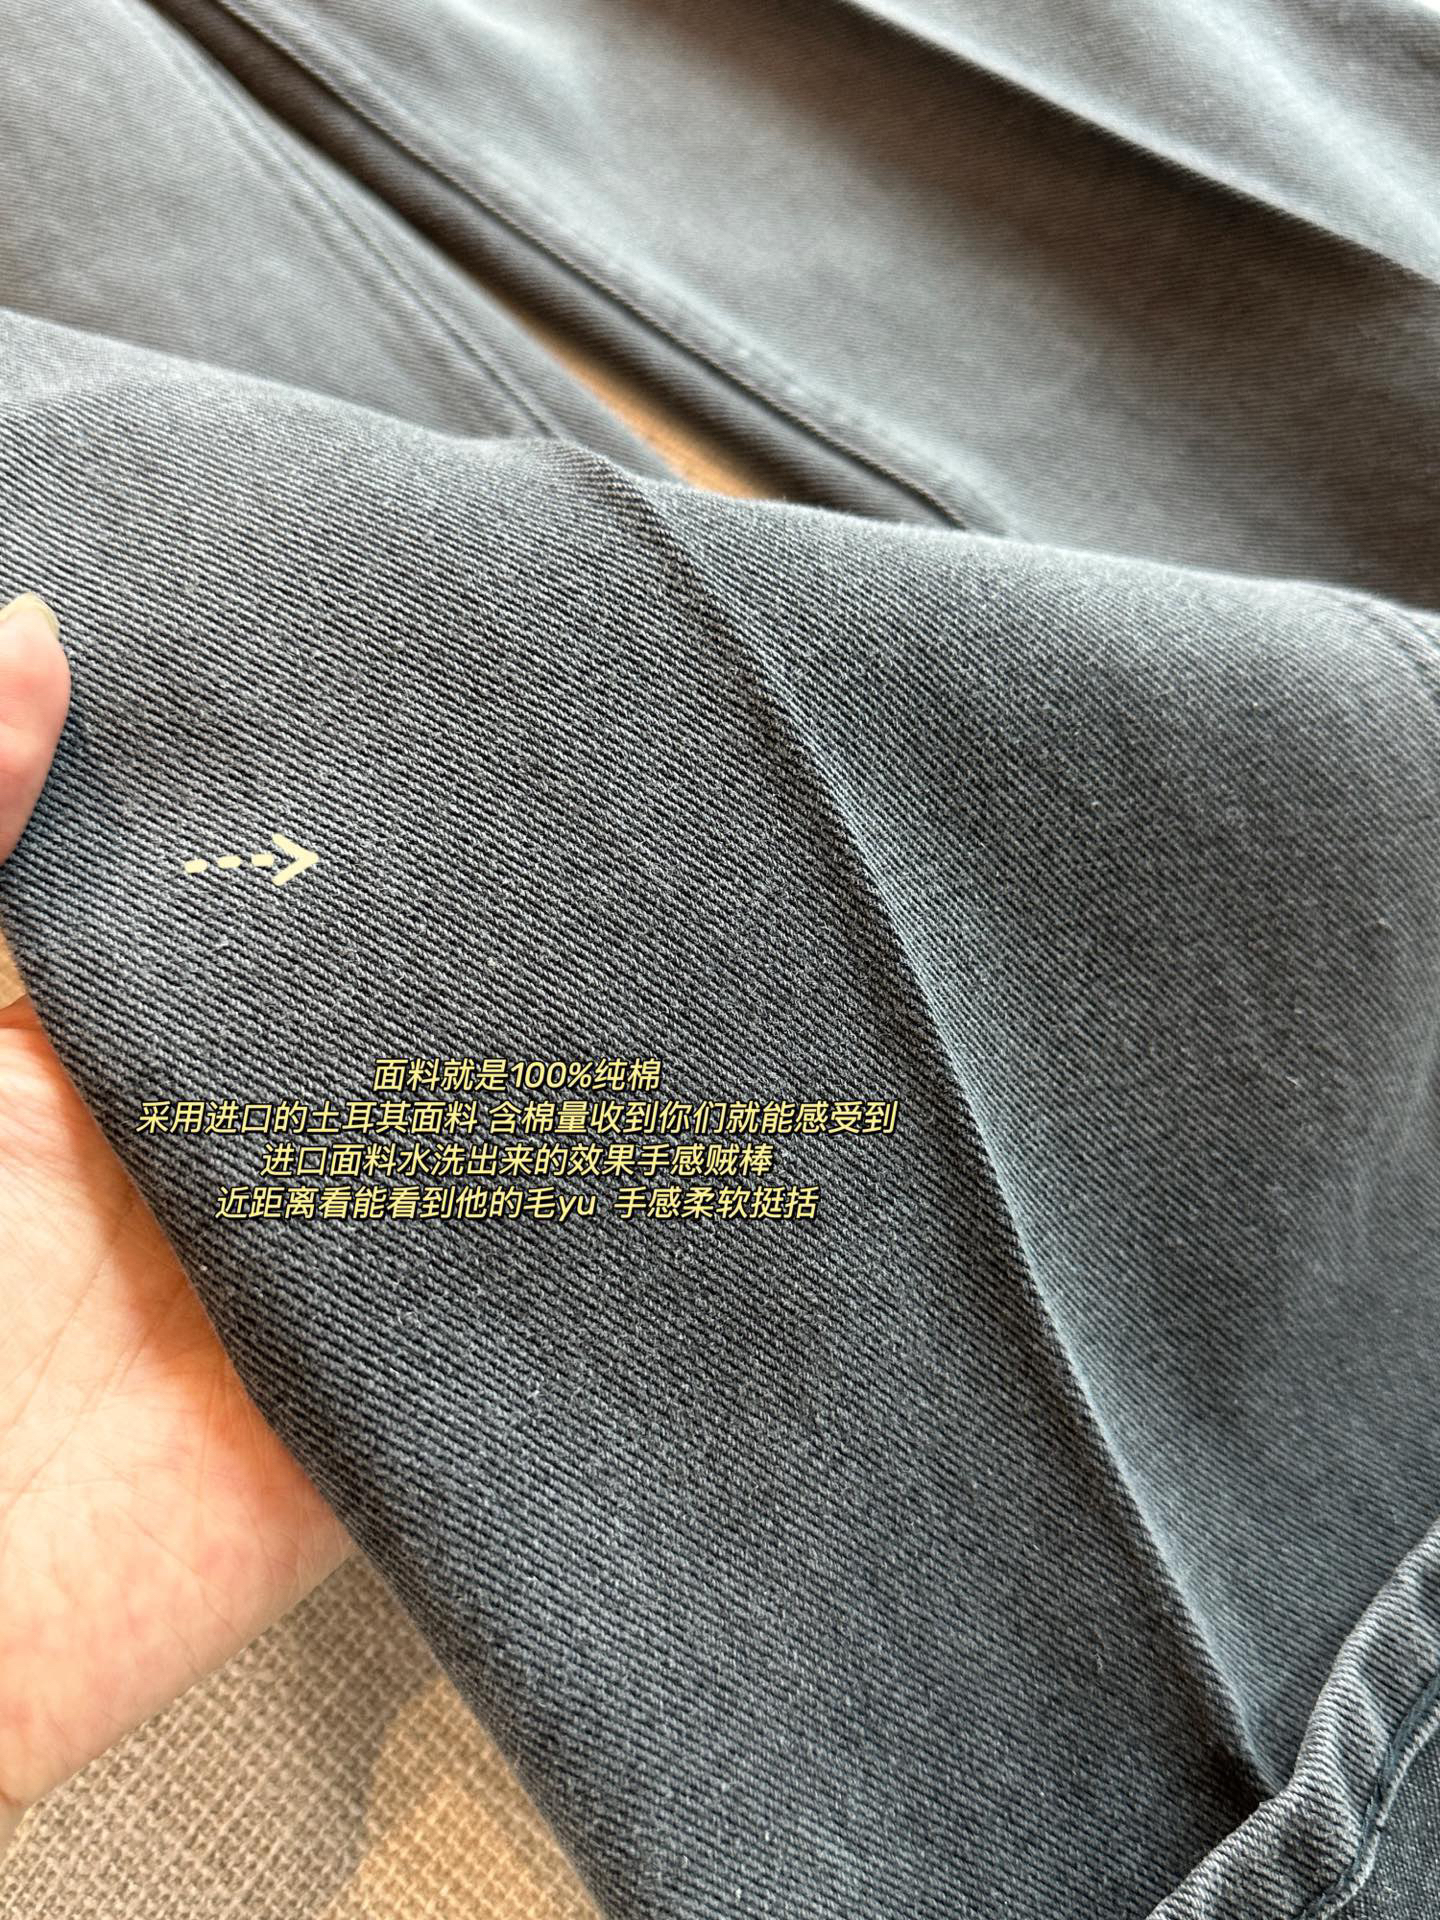 面料就是100%纯棉
采用进口的土耳其面料 含棉量收到你们就能感受到
进口面料水洗出来的效果手感贼棒
近距离看能看到他的毛yu 手感柔软挺括